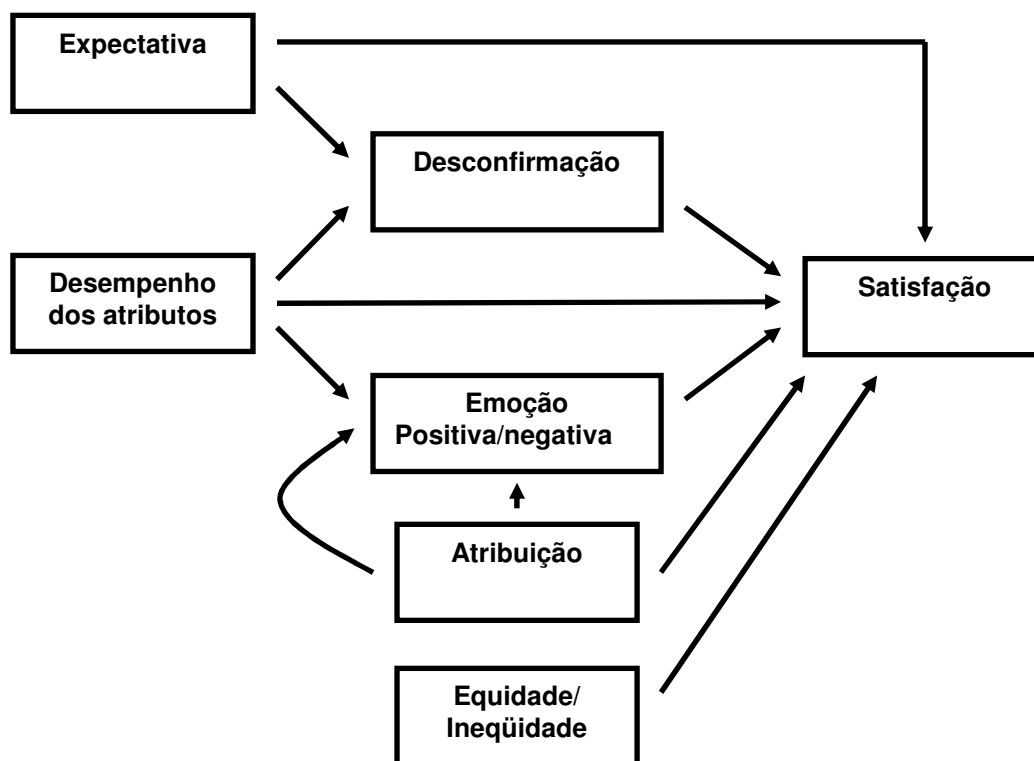 Expectativa
Desconfirmação
Desempenho
dos atributos
Satisfação
Emoção
Positiva/negativa
Atribuição
Equidade/
Ineqüidade